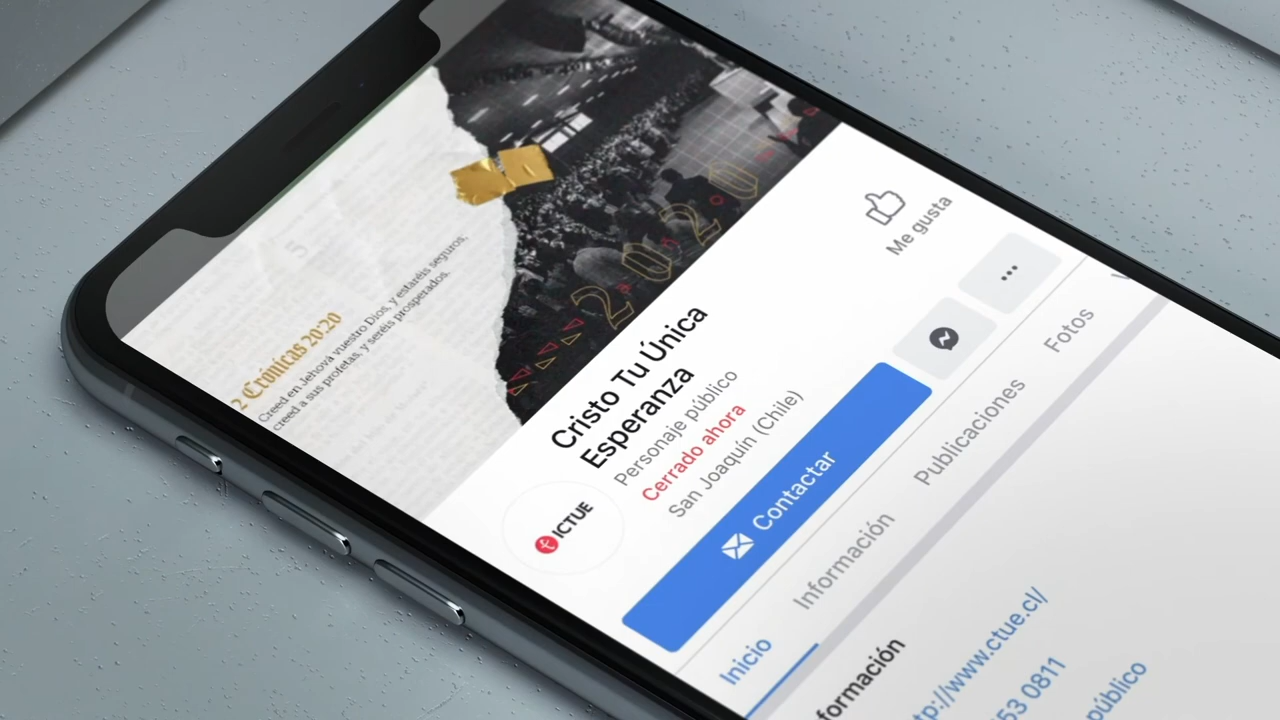 2 Crónicas 20:20
Creed en Jehová vuestro Dios, y estaréis seguros,
creed a sus profetas, y seréis prosperados.
2020
Cristo Tu Única
Esperanza
Personaje público
Cerrado ahora
San Joaquín (Chile)
Me gusta
ICTUE
Contactar
Inicio
Información
Publicaciones
Fotos
formación
tp://www.ctue.cl/
53 0811
público